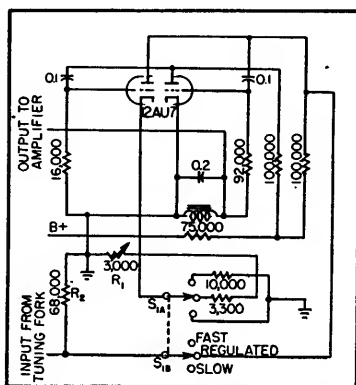 0.1
0.1
12AU7
OUTPUT TO
AMPLIFIER
16,000
0.2
92,000
100,000
100,000
75,000
B+
3,000
R1
68,000
R2
10,000
3,300
S1A
INPUT FROM
TUNING FORK
FAST
REGULATED
S1B
SLOW